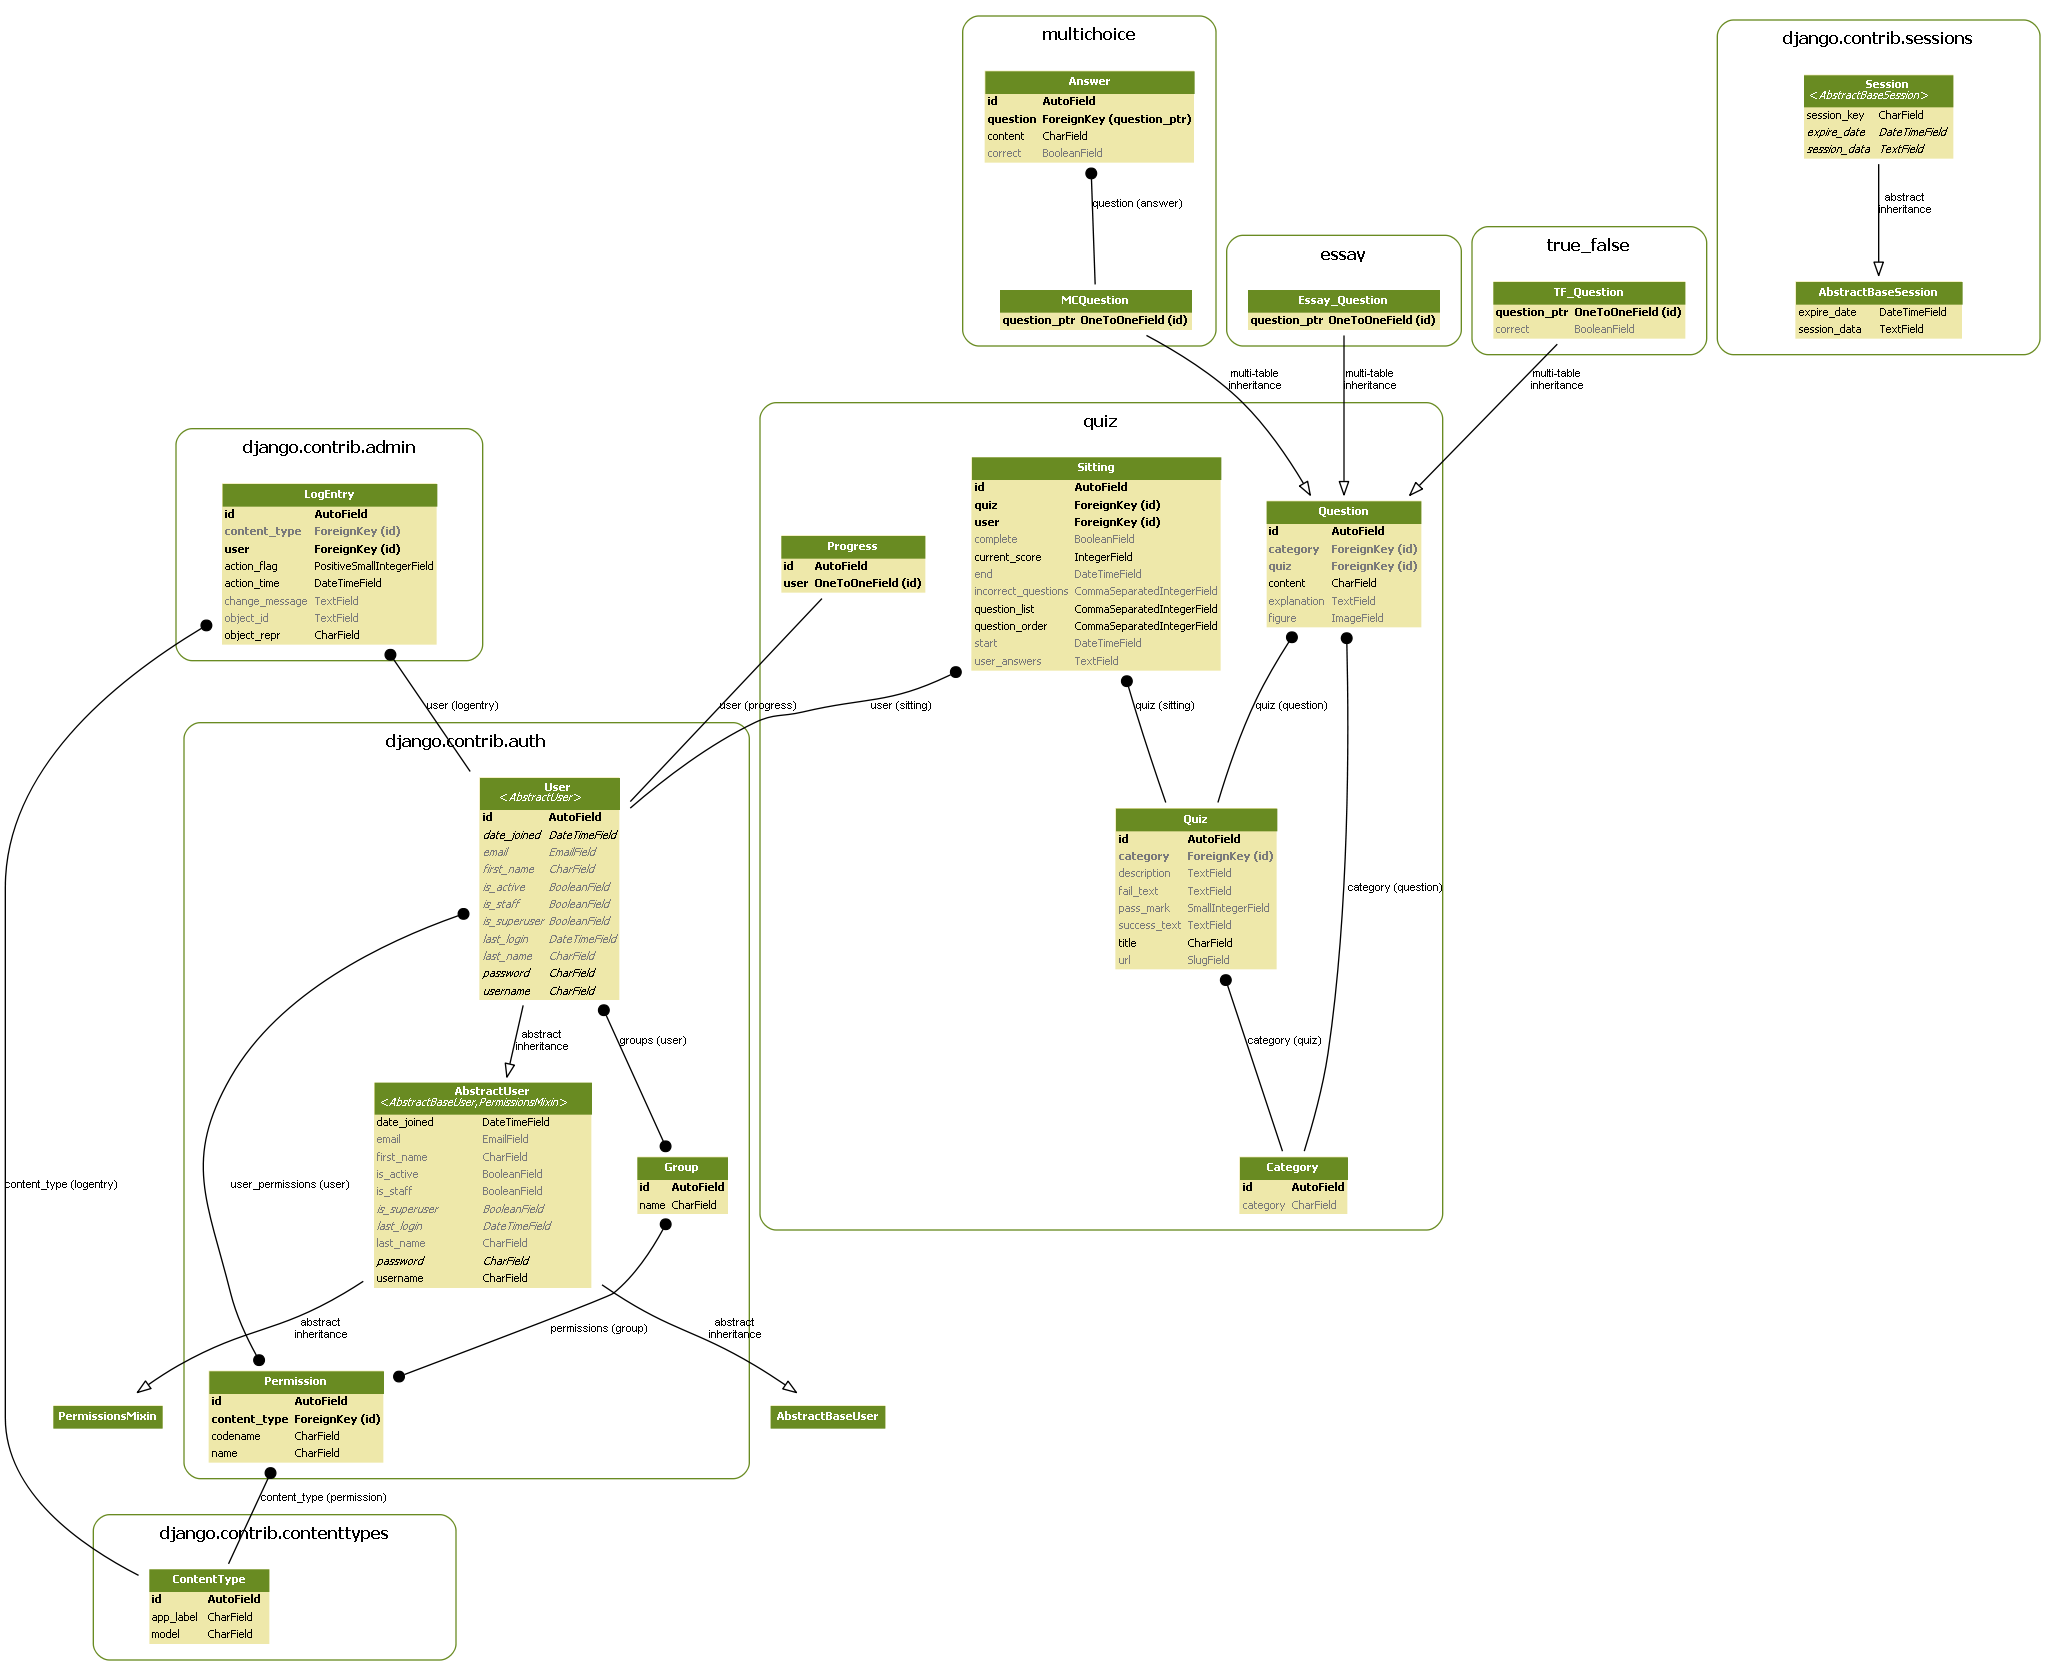 multichoice
Answer
id AutoField
question ForeignKey (question_ptr)
content CharField
correct BooleanField
question (answer)
MCQuestion
question_ptr OneToOneField (id)
essay
Essay_Question
question_ptr OneToOneField (id)
true_false
TF_Question
question_ptr OneToOneField (id)
correct BooleanField
django.contrib.sessions
Session
<AbstractBaseSession>
session_key CharField
expire_date DateTimeField
session_data TextField
abstract
inheritance
AbstractBaseSession
expire_date DateTimeField
session_data TextField
multi-table
inheritance
multi-table
inheritance
multi-table
inheritance
django.contrib.admin
LogEntry
id AutoField
content_type ForeignKey (id)
user ForeignKey (id)
action_flag PositiveSmallIntegerField
action_time DateTimeField
change_message TextField
object_id TextField
object_repr CharField
quiz
Progress
id AutoField
user OneToOneField (id)
Sitting
id AutoField
quiz ForeignKey (id)
user ForeignKey (id)
complete BooleanField
current_score IntegerField
end DateTimeField
incorrect_questions CommaSeparatedIntegerField
question_list CommaSeparatedIntegerField
question_order CommaSeparatedIntegerField
start DateTimeField
user_answers TextField
Question
id AutoField
category ForeignKey (id)
quiz ForeignKey (id)
content CharField
explanation TextField
figure ImageField
user (logentry)
user (progress)
user (sitting)
quiz (sitting)
quiz (question)
django.contrib.auth
User
<AbstractUser>
id AutoField
date_joined DateTimeField
email EmailField
first_name CharField
is_active BooleanField
is_staff BooleanField
is_superuser BooleanField
last_login DateTimeField
last_name CharField
password CharField
username CharField
Quiz
id AutoField
category ForeignKey (id)
description TextField
fail_text TextField
pass_mark SmallIntegerField
success_text TextField
title CharField
url SlugField
category (question)
abstract
inheritance
groups (user)
category (quiz)
AbstractUser
<AbstractBaseUser,PermissionsMixin>
date_joined DateTimeField
email EmailField
first_name CharField
is_active BooleanField
is_staff BooleanField
is_superuser BooleanField
last_login DateTimeField
last_name CharField
password CharField
username CharField
Group
id AutoField
name CharField
Category
id AutoField
category CharField
content_type (logentry)
user_permissions (user)
abstract
inheritance
permissions (group)
abstract
inheritance
PermissionsMixin
Permission
id AutoField
content_type ForeignKey (id)
codename CharField
name CharField
AbstractBaseUser
content_type (permission)
django.contrib.contenttypes
ContentType
id AutoField
app_label CharField
model CharField